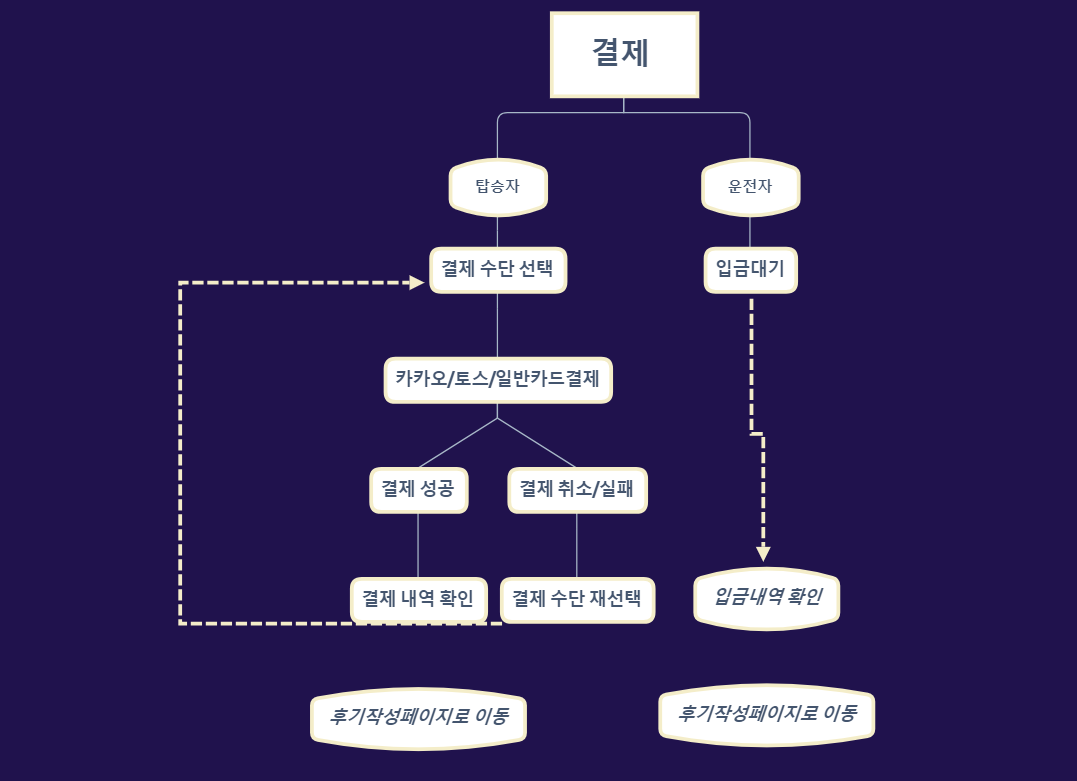 결제
탑승자
운전자
결제 수단 선택
입금대기
카카오/토스/일반카드결제
결제 성공
결제 취소/실패
결제 내역 확인
결제 수단 재선택
입금내역 확인
후기작성페이지로 이동
후기작성페이지로 이동